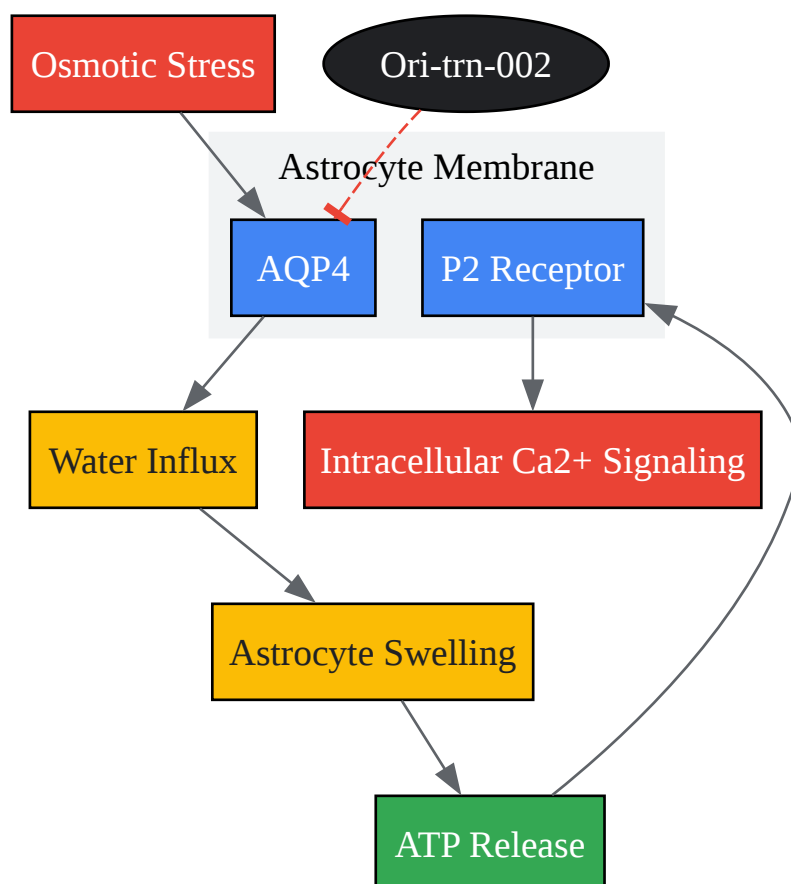 Osmotic Stress
Ori-trn-002
Astrocyte Membrane
AQP4
P2 Receptor
Water Influx
Intracellular Ca2+ Signaling
Astrocyte Swelling
ATP Release